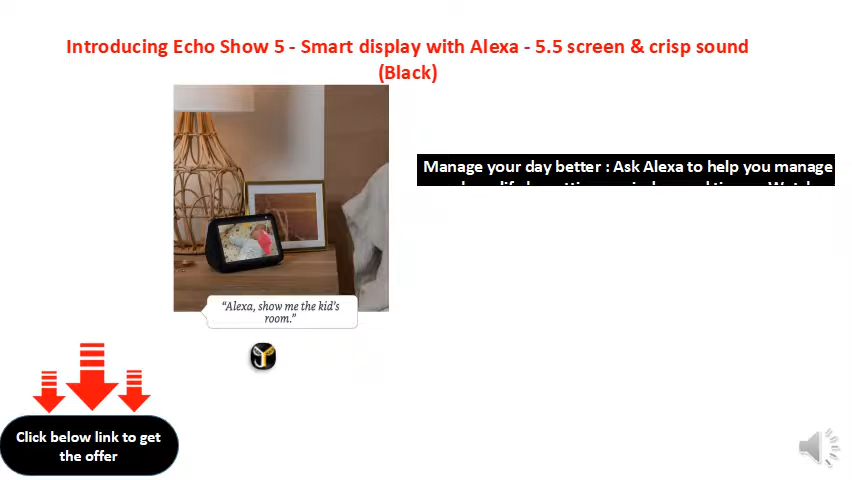 Introducing Echo Show 5 - Smart display with Alexa - 5.5 screen & crisp sound
(Black)
Manage your day better : Ask Alexa to help you manage
“Alexa, show me the kid’s
room.”
Click below link to get
the offer